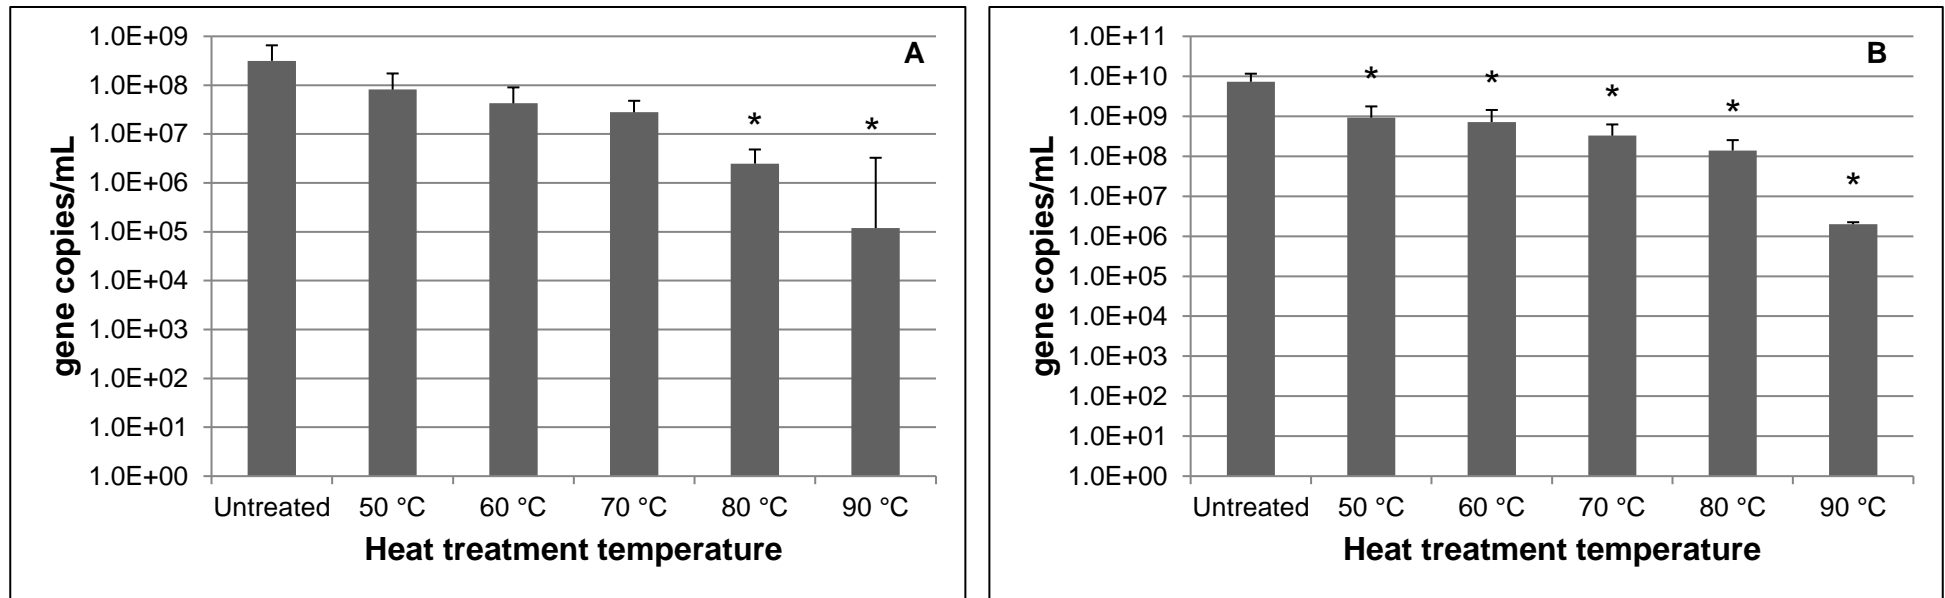 A
1.0E+09
1.0E+08
1.0E+07
1.0E+06
1.0E+05
1.0E+04
1.0E+03
1.0E+02
1.0E+01
1.0E+00
gene copies/mL
* *
Untreated 50 °C 60 °C 70 °C 80 °C 90 °C
Heat treatment temperature
B
1.0E+11
1.0E+10
1.0E+09
1.0E+08
1.0E+07
1.0E+06
1.0E+05
1.0E+04
1.0E+03
1.0E+02
1.0E+01
1.0E+00
gene copies/mL
* * * * *
Untreated 50 °C 60 °C 70 °C 80 °C 90 °C
Heat treatment temperature